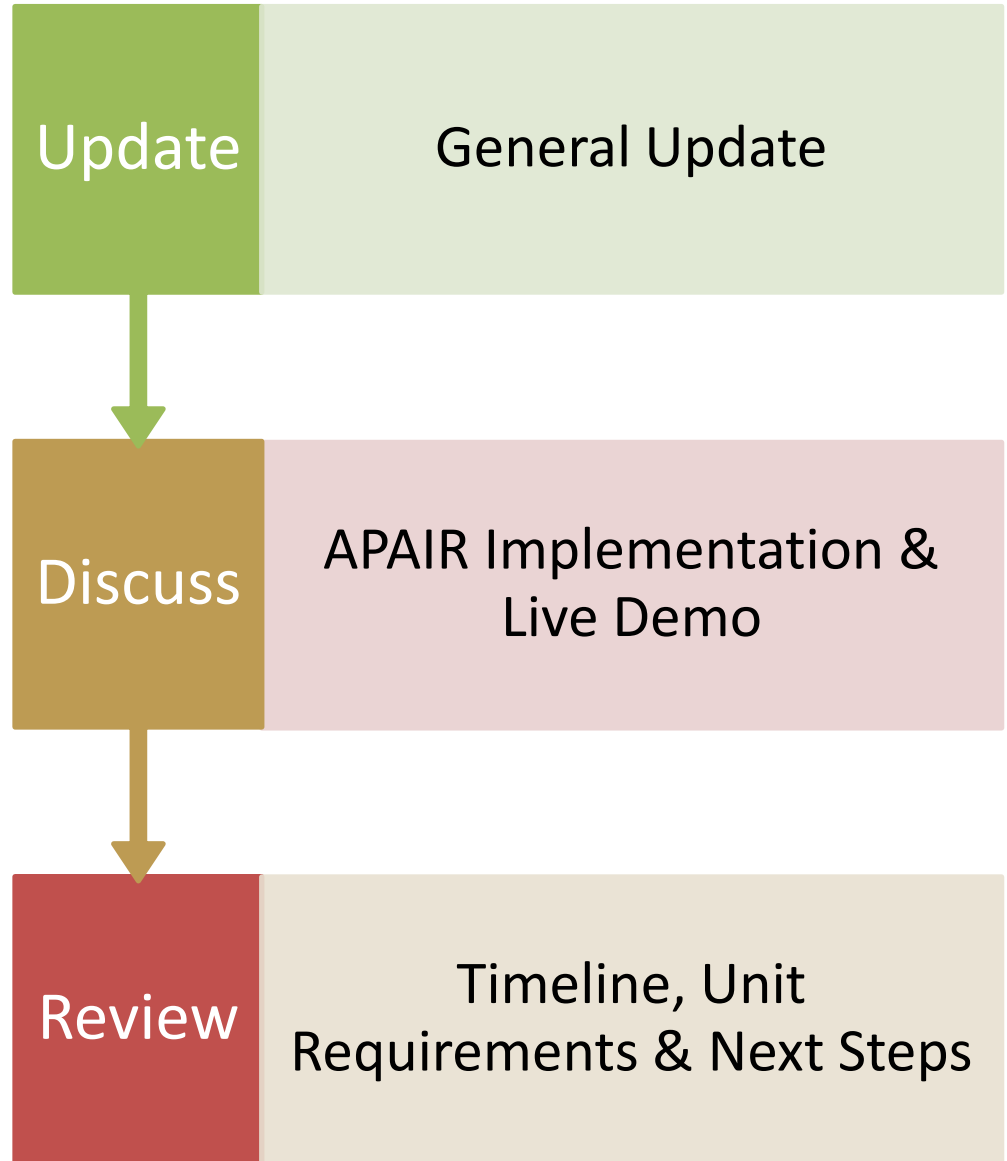 Update
General Update
Discuss
APAIR Implementation &
Live Demo
Review
Timeline, Unit
Requirements & Next Steps